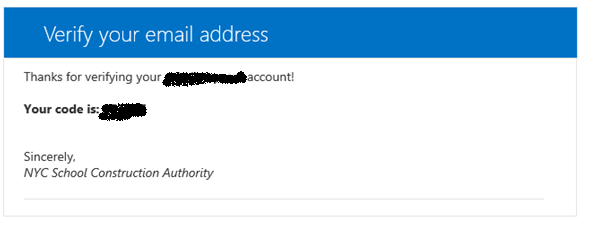 Verify your email address
Thanks for verifying your account!
Your code is:
Sincerely,
NYC School Construction Authority